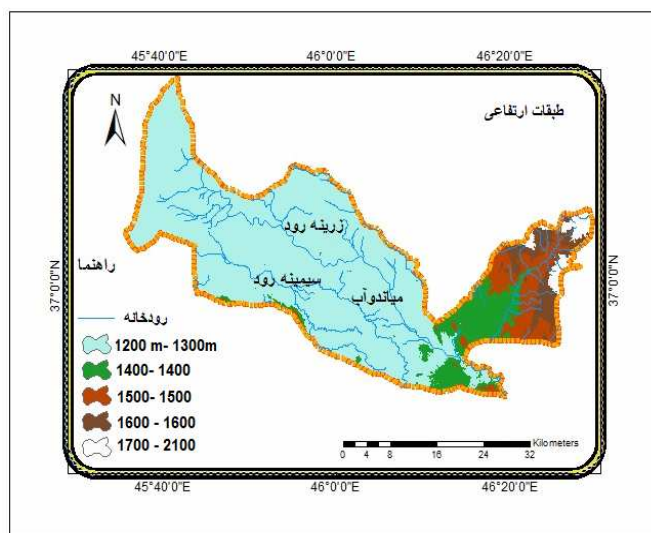 45°40'0"E 46°0'0"E 46°20'0"E
N
طبقات ارتفاعی
زرینه رود
سیمینه رود
میاندوآب
37°0'0"N
37°0'0"N
راهنما
رودخانه
1200 m- 1300m
1400- 1400
1500- 1500
1600 - 1600
1700 - 2100
Kilometers
0 4 8 16 24 32
45°40'0"E 46°0'0"E 46°20'0"E